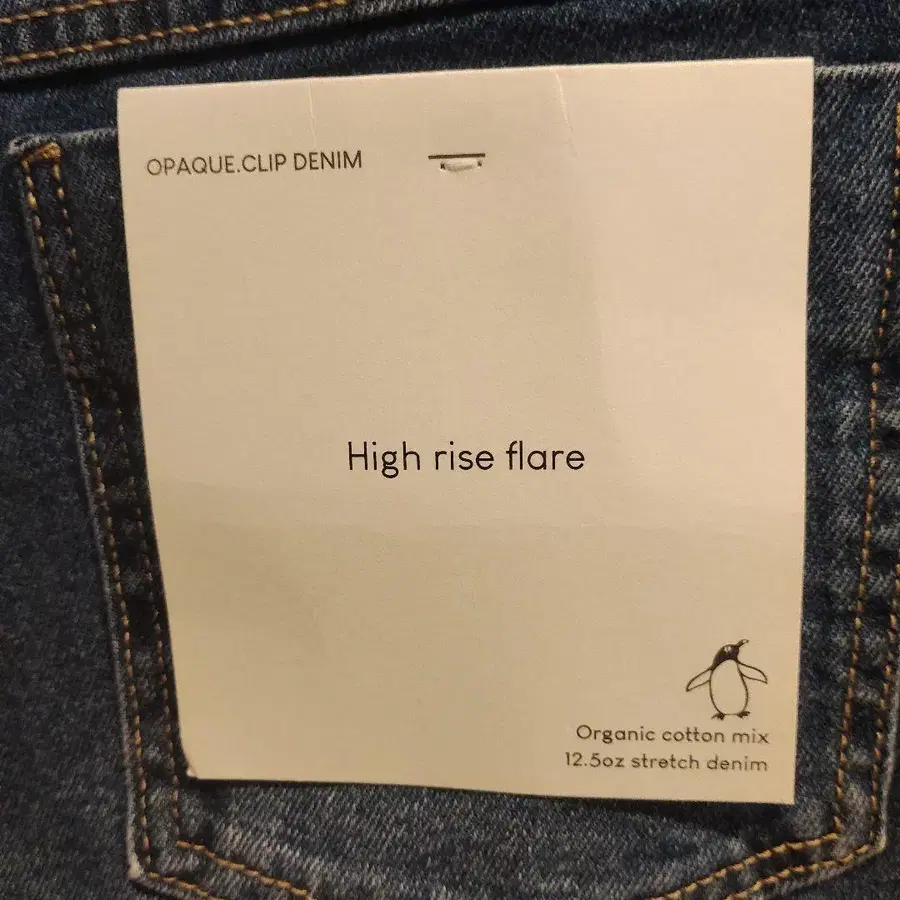 OPAQUE.CLIP DENIM
High rise flare
Organic cotton mix
12.5oz stretch denim